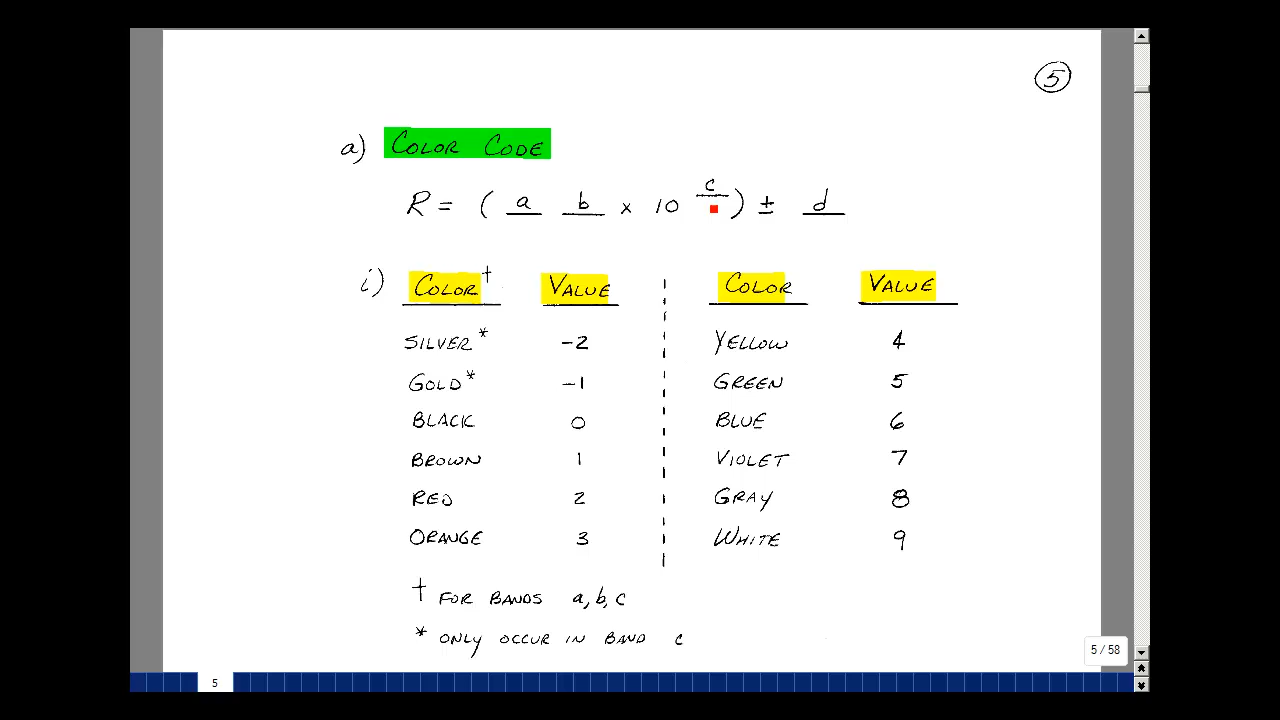 5
a) COLOR CODE
R = ( a b x 10 c ) ± d
i) COLOR† VALUE COLOR VALUE
SILVER* -2 YELLOW 4
GOLD* -1 GREEN 5
BLACK 0 BLUE 6
BROWN 1 VIOLET 7
RED 2 GRAY 8
ORANGE 3 WHITE 9
† FOR BANDS a, b, c
* ONLY OCCUR IN BAND c
5 / 58
5